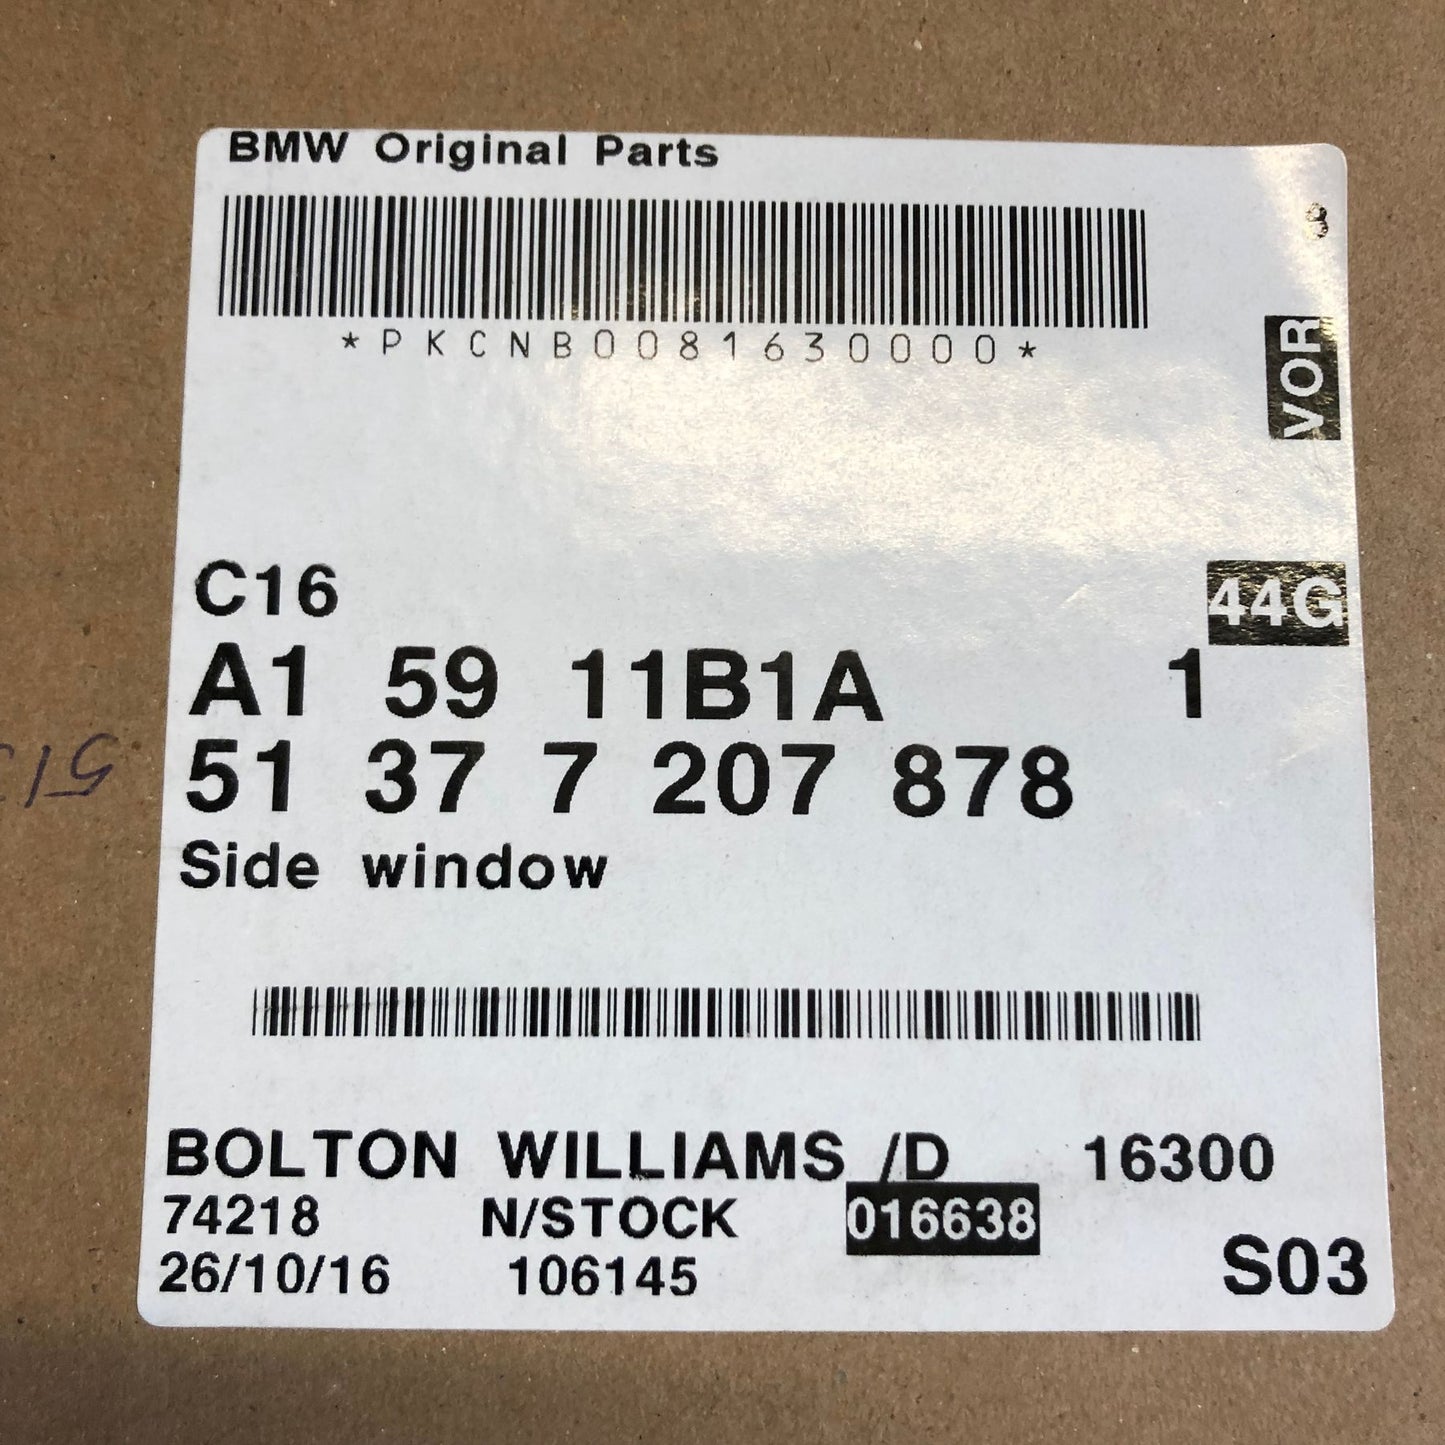 BMW Original Parts
8
*PKCNB0081630000*
VOR
C16
44G
A1 59 11B1A 1
51 37 7 207 878
Side window
BOLTON WILLIAMS /D 16300
74218 N/STOCK 016638
26/10/16 106145
S03